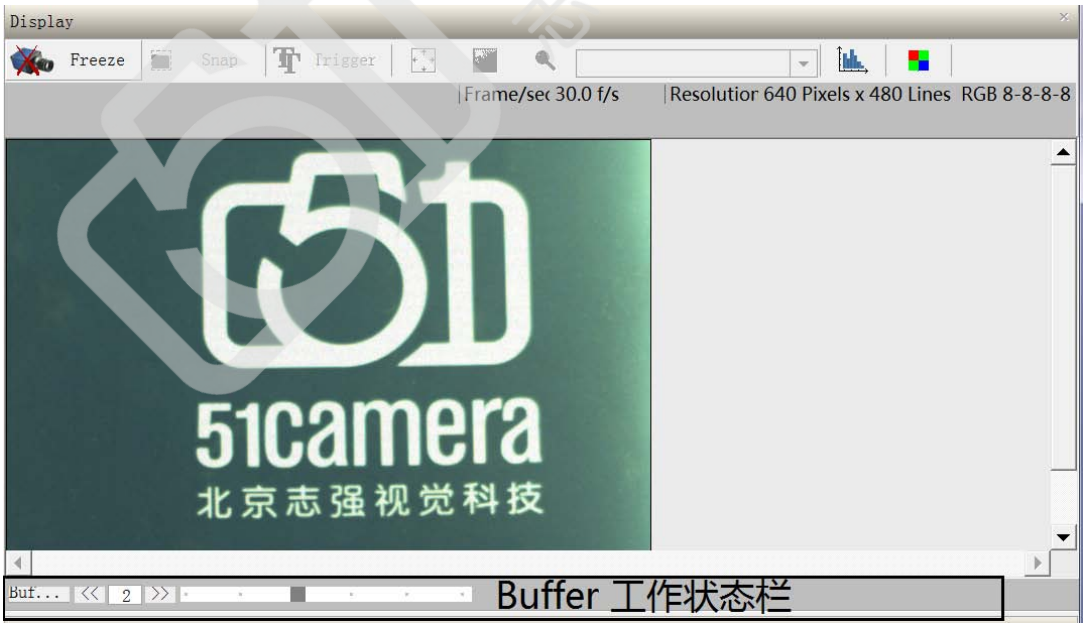 Display
Freeze Snap Trigger
Frame/sec 30.0 f/s Resolutior 640 Pixels x 480 Lines RGB 8-8-8-8
51camera
北京志强视觉科技
Buf... << 2 >> Buffer 工作状态栏